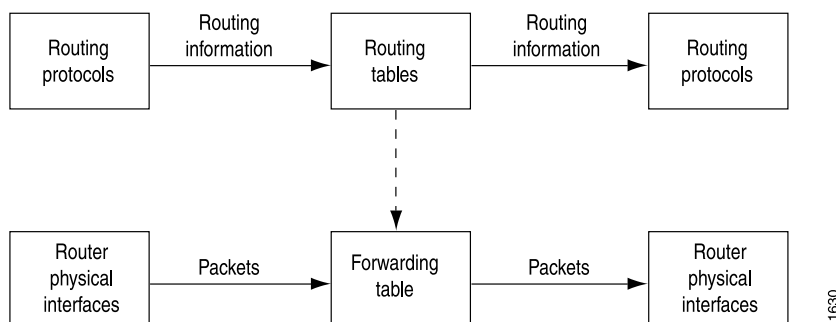 Routing
protocols
Routing
information
Routing
tables
Routing
information
Routing
protocols
Router
physical
interfaces
Packets
Forwarding
table
Packets
Router
physical
interfaces
1630